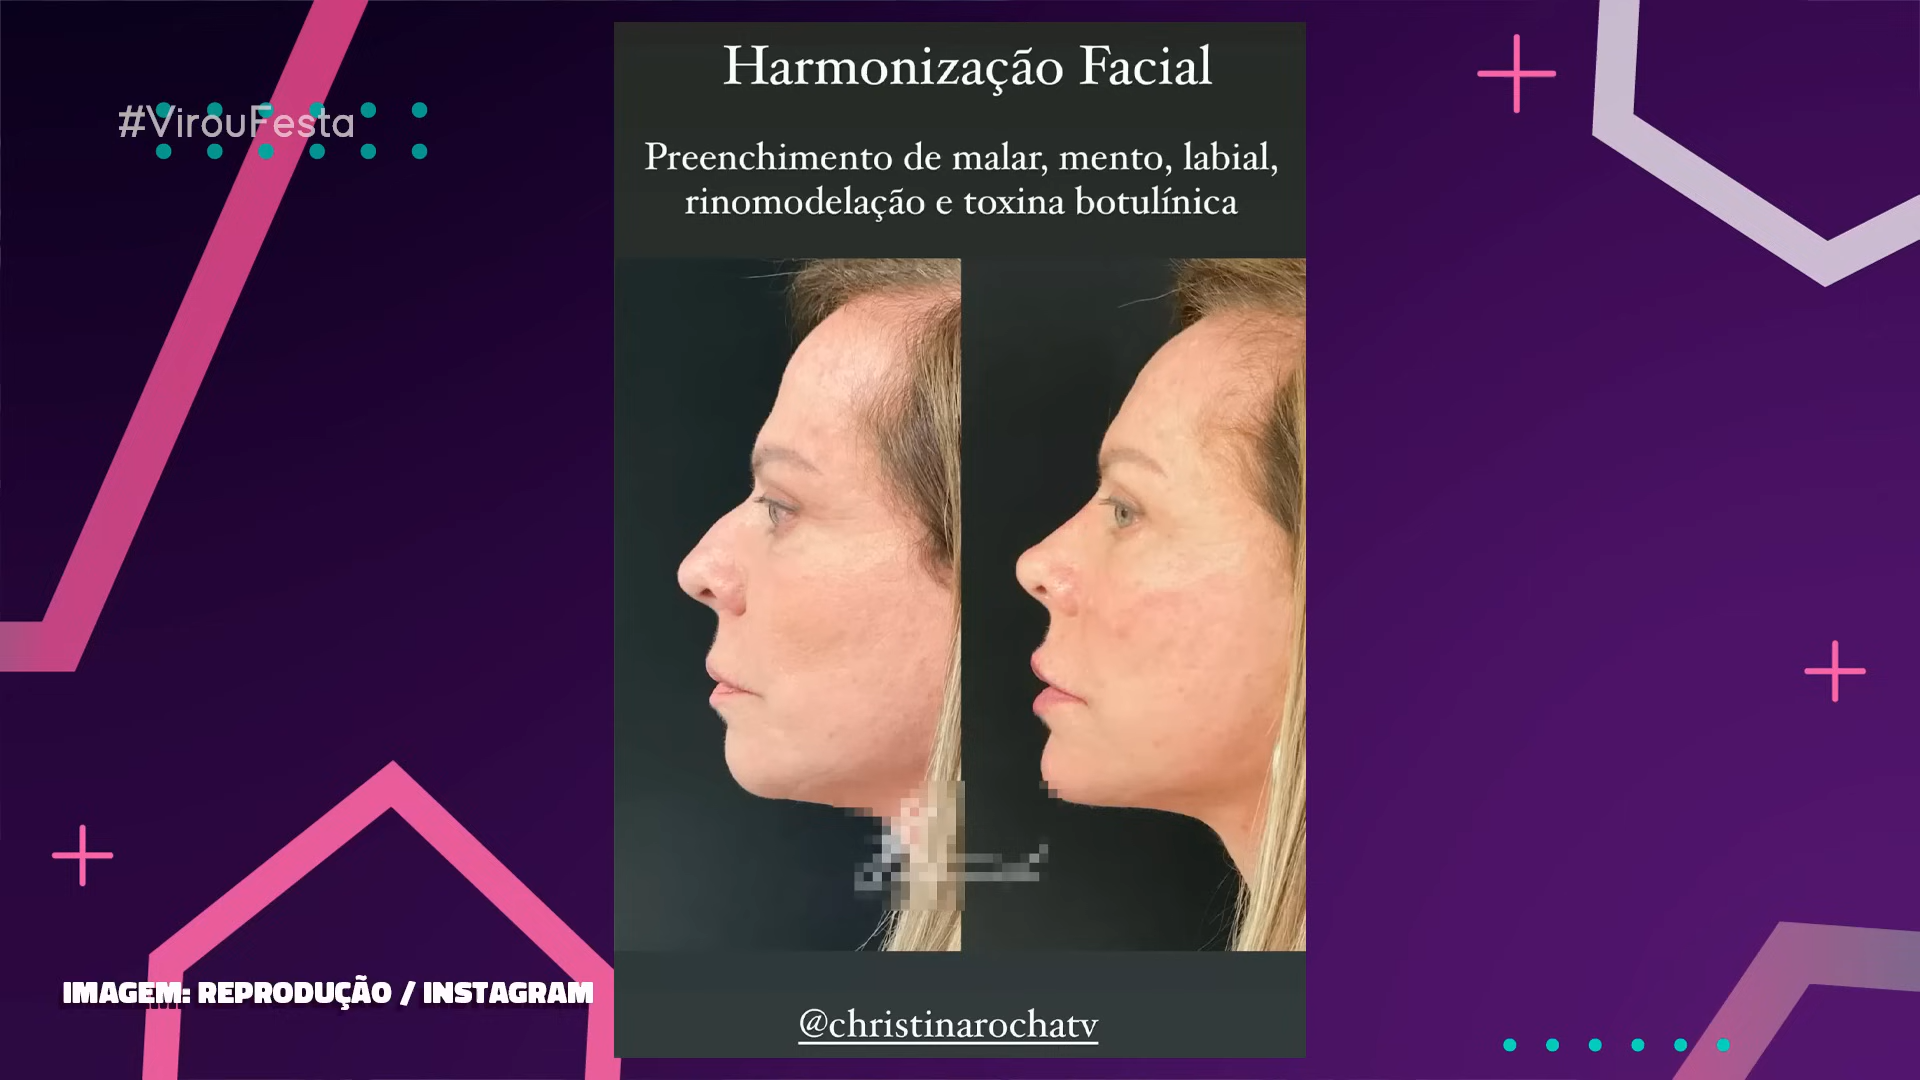 #VirouFesta
Harmonização Facial
Preenchimento de malar, mento, labial,
rinomodelação e toxina botulínica
IMAGEM: REPRODUÇÃO / INSTAGRAM
@christinarochatv